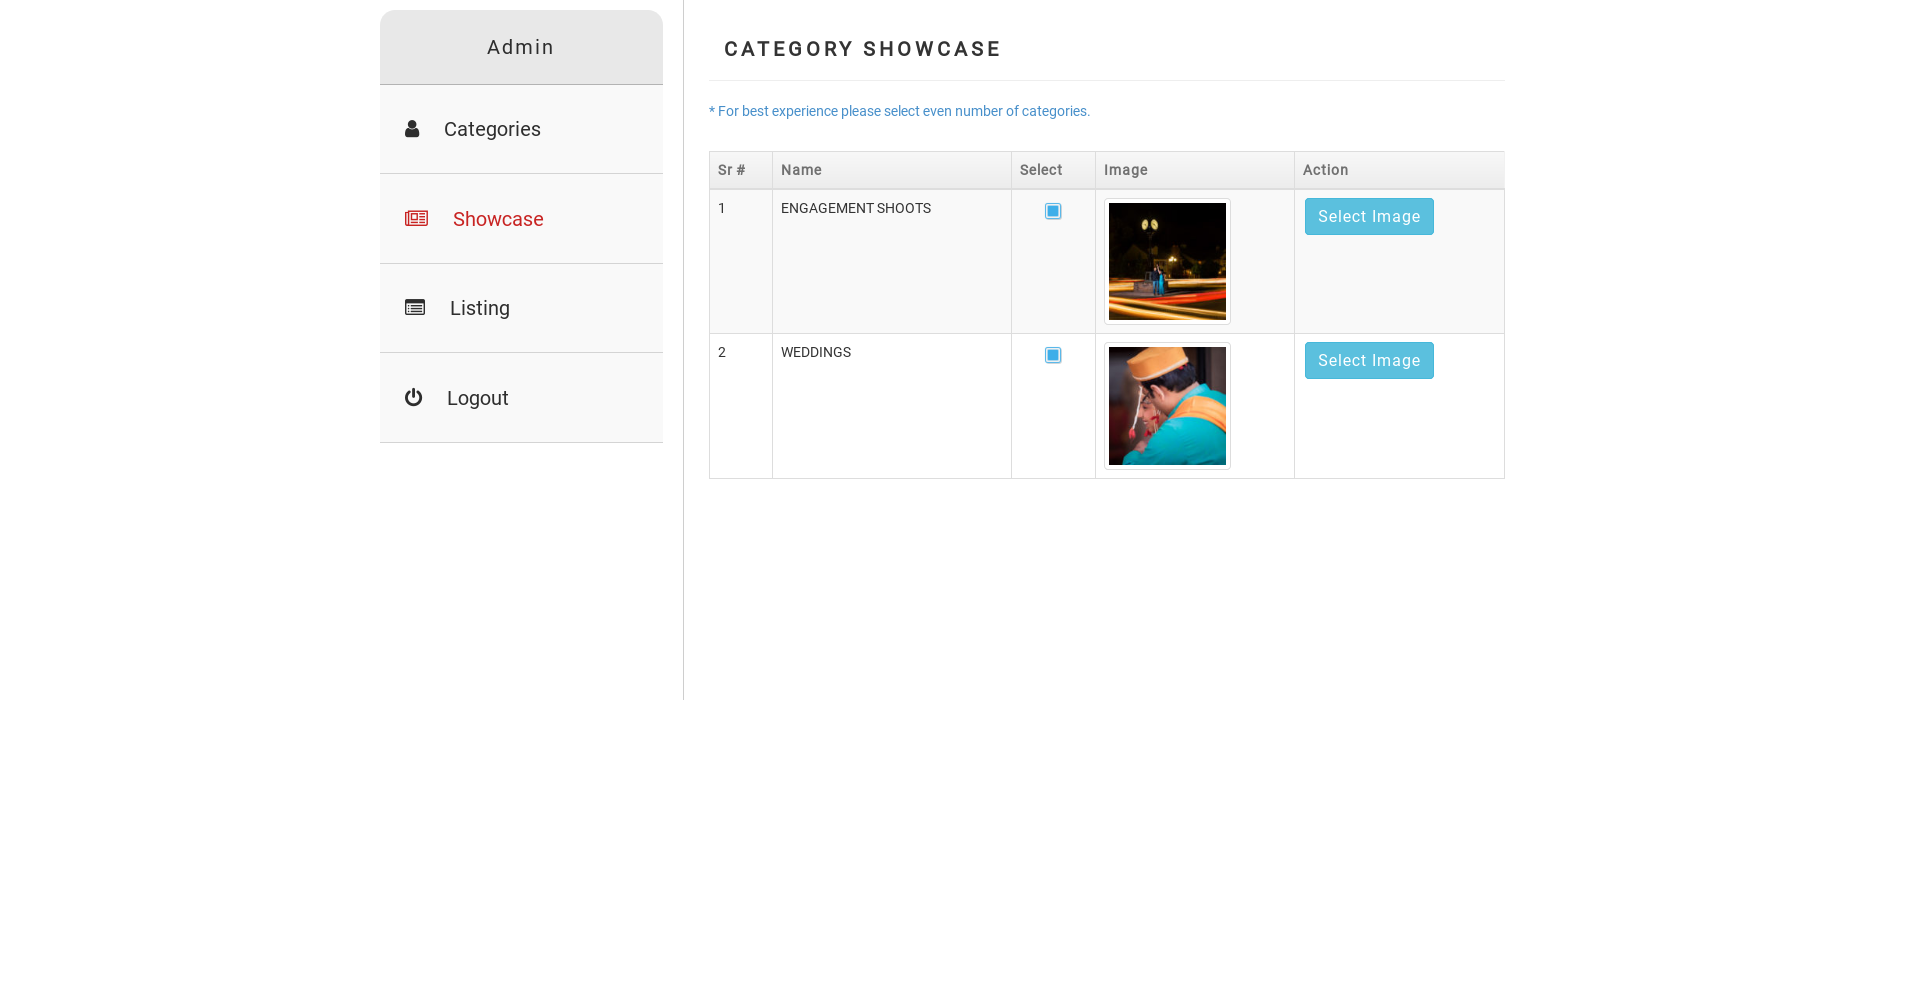 Admin
Categories
Showcase
Listing
Logout
CATEGORY SHOWCASE
* For best experience please select even number of categories.
Sr # Name Select Image Action
1 ENGAGEMENT SHOOTS Select Image
2 WEDDINGS Select Image